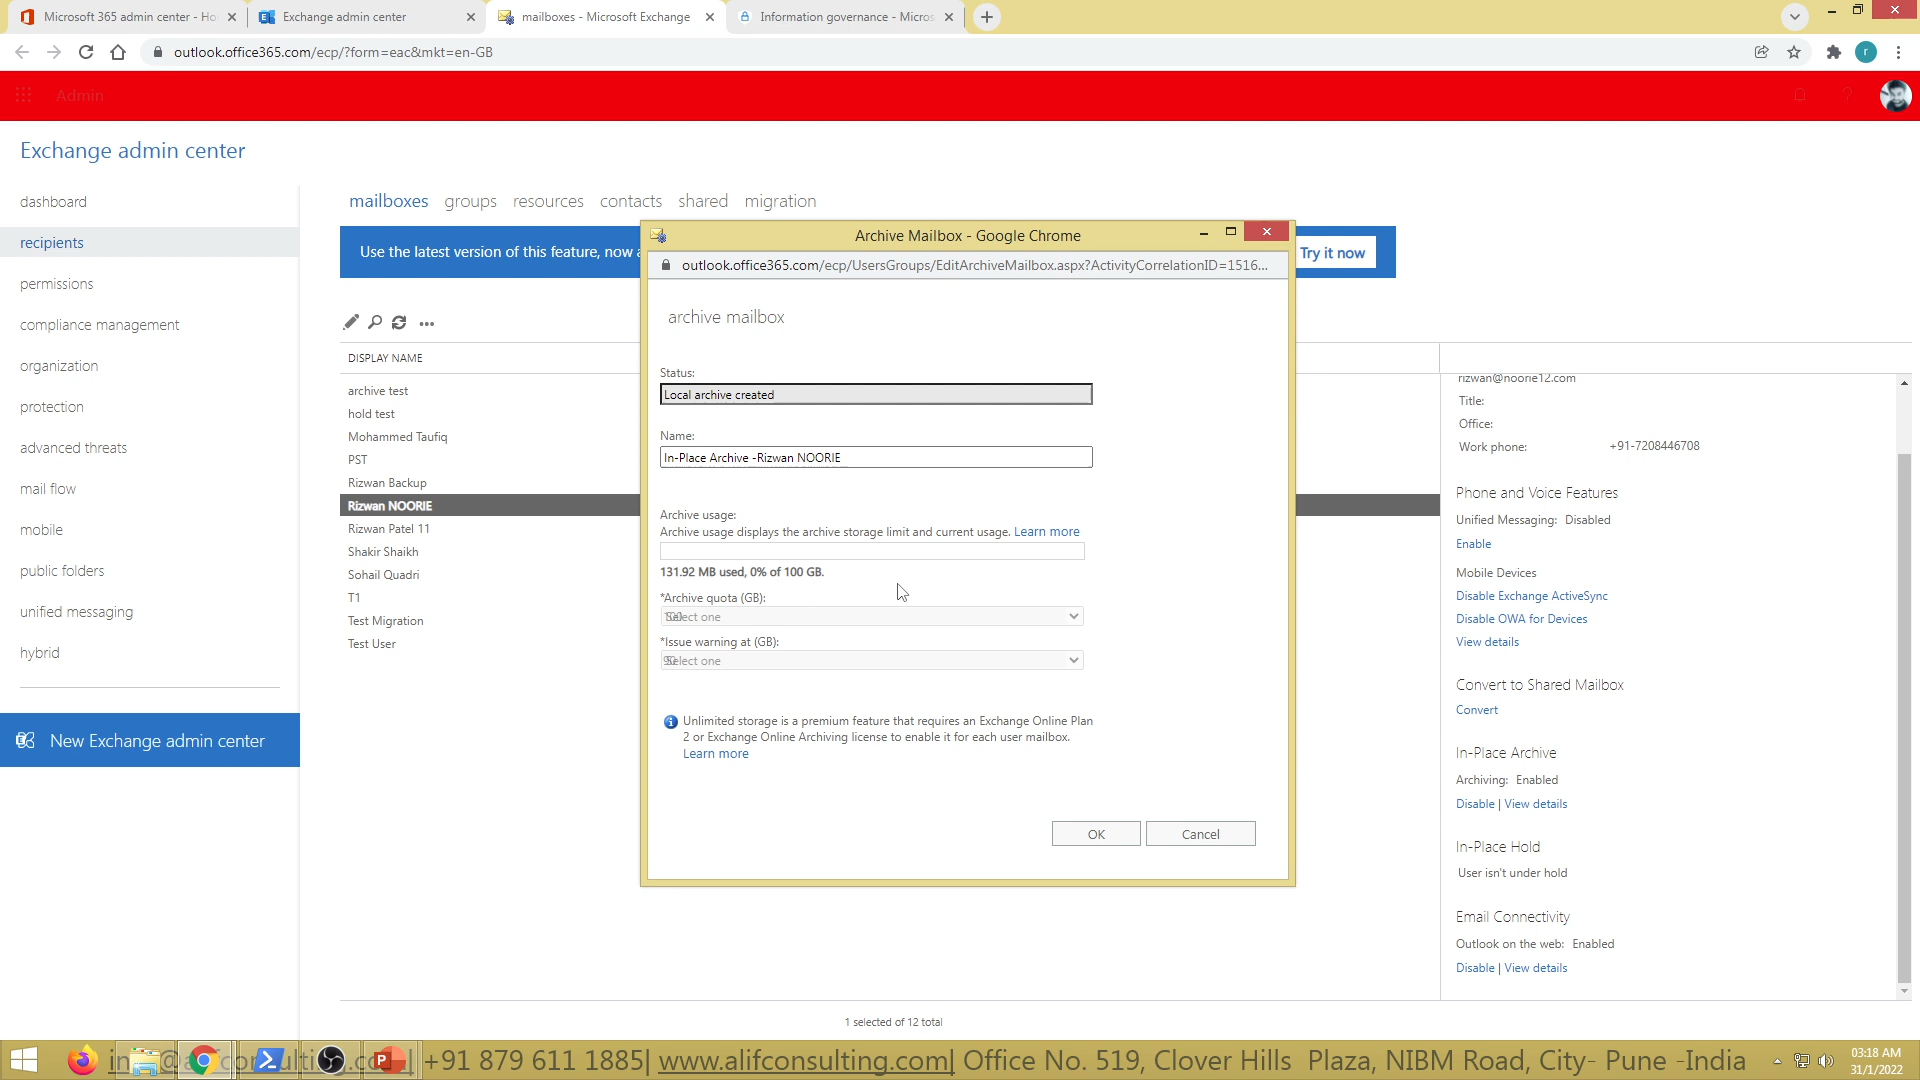 Microsoft 365 admin center - Ho
Exchange admin center
mailboxes - Microsoft Exchange
Information governance - Micros
outlook.office365.com/ecp/?form=eac&mkt=en-GB
r
Admin
Exchange admin center
dashboard
recipients
permissions
compliance management
organization
protection
advanced threats
mail flow
mobile
public folders
unified messaging
hybrid
New Exchange admin center
mailboxes groups resources contacts shared migration
Use the latest version of this feature, now a
Try it now
DISPLAY NAME
archive test
hold test
Mohammed Taufiq
PST
Rizwan Backup
Rizwan NOORIE
Rizwan Patel 11
Shakir Shaikh
Sohail Quadri
T1
Test Migration
Test User
Archive Mailbox - Google Chrome
outlook.office365.com/ecp/UsersGroups/EditArchiveMailbox.aspx?ActivityCorrelationID=1516...
archive mailbox
Status:
Local archive created
Name:
In-Place Archive -Rizwan NOORIE
Archive usage:
Archive usage displays the archive storage limit and current usage. Learn more
131.92 MB used, 0% of 100 GB.
*Archive quota (GB):
100
Select one
*Issue warning at (GB):
90
Select one
Unlimited storage is a premium feature that requires an Exchange Online Plan
2 or Exchange Online Archiving license to enable it for each user mailbox.
Learn more
OK
Cancel
rizwan@noorie12.com
Title:
Office:
Work phone: +91-7208446708
Phone and Voice Features
Unified Messaging: Disabled
Enable
Mobile Devices
Disable Exchange ActiveSync
Disable OWA for Devices
View details
Convert to Shared Mailbox
Convert
In-Place Archive
Archiving: Enabled
Disable | View details
In-Place Hold
User isn't under hold
Email Connectivity
Outlook on the web: Enabled
Disable | View details
1 selected of 12 total
+91 879 611 1885| www.alifconsulting.com| Office No. 519, Clover Hills Plaza, NIBM Road, City- Pune -India
03:18 AM
31/1/2022